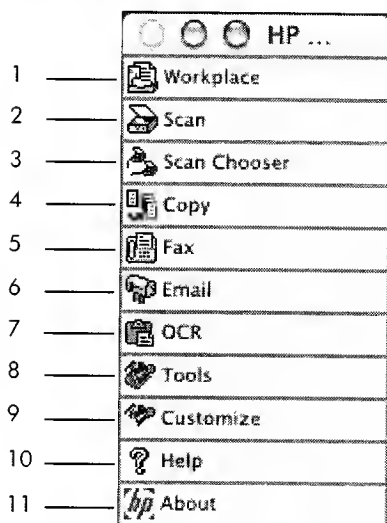 HP ...
1 Workplace
2 Scan
3 Scan Chooser
4 Copy
5 Fax
6 Email
7 OCR
8 Tools
9 Customize
10 Help
11 hp About